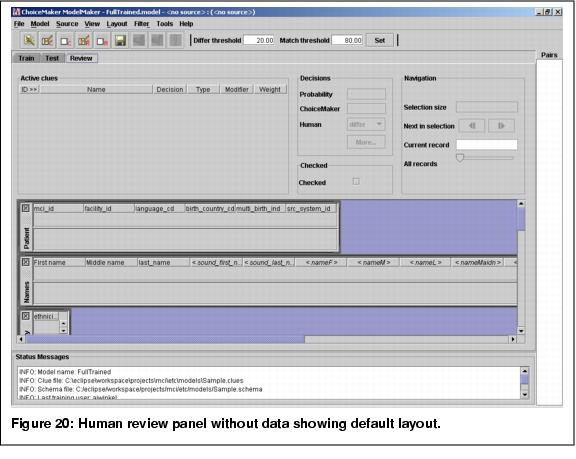 ChoiceMaker ModelMaker - FullTrained.model - <no source> : ( <no source>)
File Model Source View Layout Filter Tools Help
Differ threshold 20.00 Match threshold 80.00 Set
Train Test Review
Pairs
Active clues
ID >> Name Decision Type Modifier Weight
Decisions
Probability
ChoiceMaker
Human differ
More...
Checked
Checked
Navigation
Selection size
Next in selection
Current record
All records
Patient
mci_id facility_id language_cd birth_country_cd multi_birth_ind src_system_id
Names
First name Middle name last_name < sound_first_n... < sound_last_n... < nameF > < nameM > < nameL > < nameMaidn > <
ethnici...
Status Messages
INFO: Model name: FullTrained
INFO: Clue file: C:\eclipse\workspace\projects\mci\etc\models\Sample.clues
INFO: Schema file: C:/eclipse/workspace/projects/mci/etc/models/Sample.schema
INFO: Last training user: ajwinkel
Figure 20: Human review panel without data showing default layout.